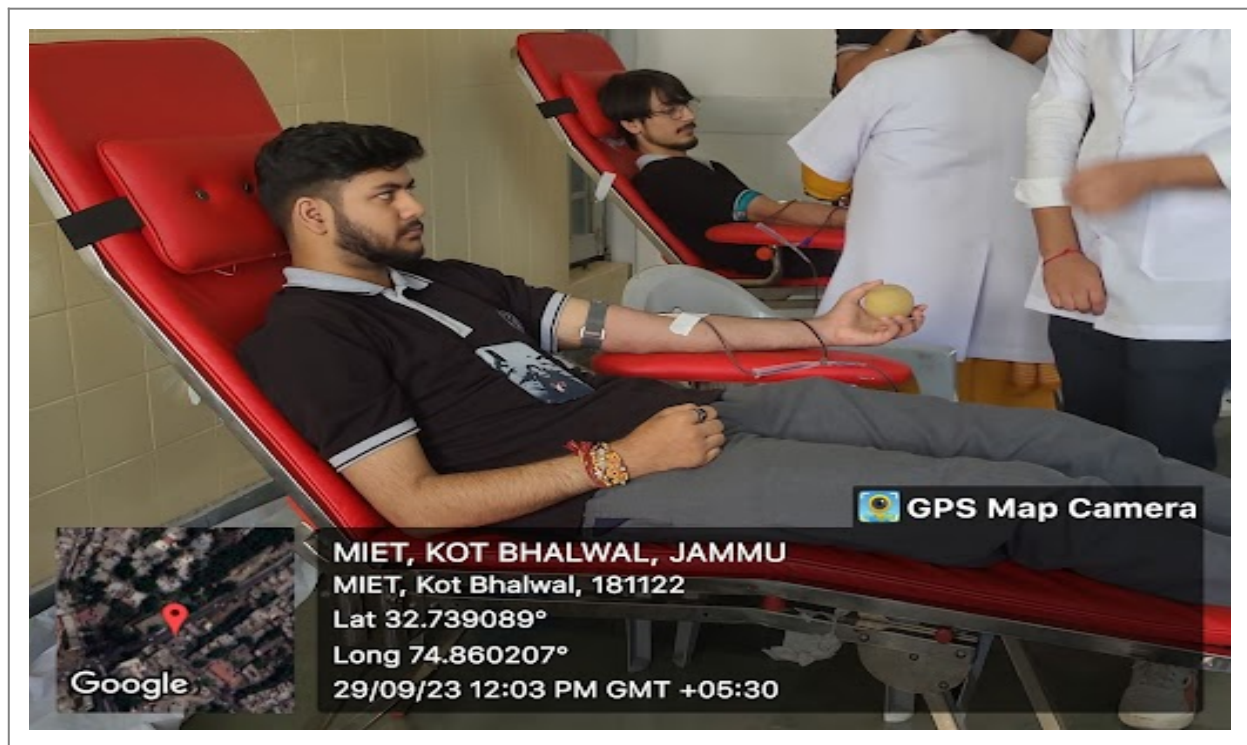 GPS Map Camera
MIET, KOT BHALWAL, JAMMU
MIET, Kot Bhalwal, 181122
Lat 32.739089°
Long 74.860207°
29/09/23 12:03 PM GMT +05:30
Google